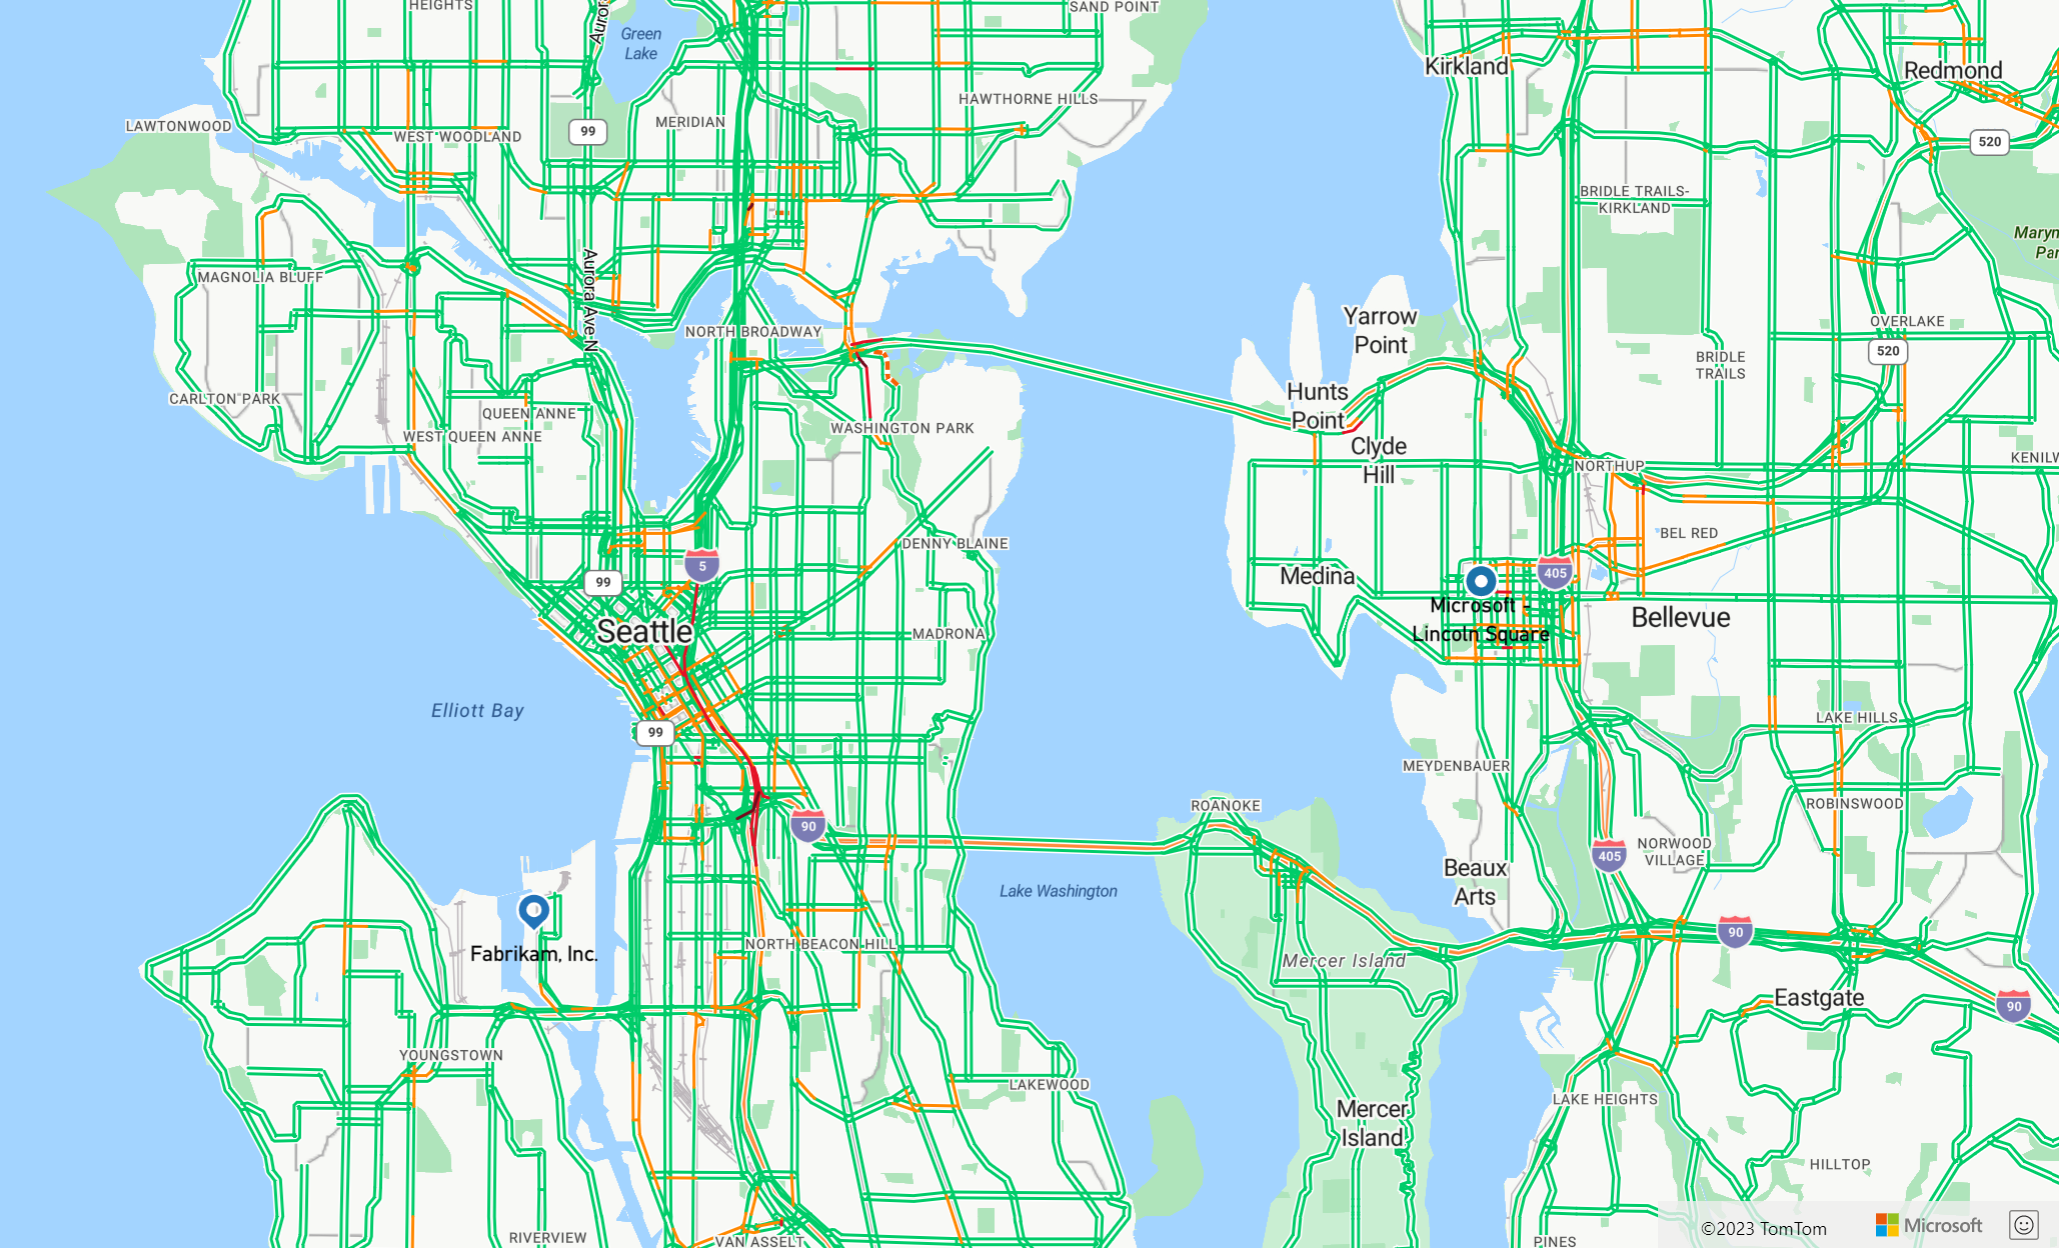 HEIGHTS
Auror
Green
Lake
SAND POINT
Kirkland
Redmond
HAWTHORNE HILLS
LAWTONWOOD
WEST WOODLAND
99
MERIDIAN
520
BRIDLE TRAILS-
KIRKLAND
Marym
Par
MAGNOLIA BLUFF
Aurora Ave N
NORTH BROADWAY
Yarrow
Point
OVERLAKE
520
BRIDLE
TRAILS
CARLTON PARK
Hunts
Point
QUEEN ANNE
WEST QUEEN ANNE
WASHINGTON PARK
Clyde
Hill
NORTHUP
KENILW
DENNY BLAINE
BEL RED
5
99
Medina
405
Microsoft -
Lincoln Square
Bellevue
Seattle
MADRONA
Elliott Bay
99
LAKE HILLS
MEYDENBAUER
ROANOKE
ROBINSWOOD
90
NORWOOD
VILLAGE
405
Beaux
Arts
Lake Washington
Fabrikam, Inc.
NORTH BEACON HILL
90
Mercer Island
Eastgate
90
YOUNGSTOWN
LAKEWOOD
LAKE HEIGHTS
Mercer
Island
HILLTOP
RIVERVIEW
VAN ASSELT
PINES
©2023 TomTom
Microsoft